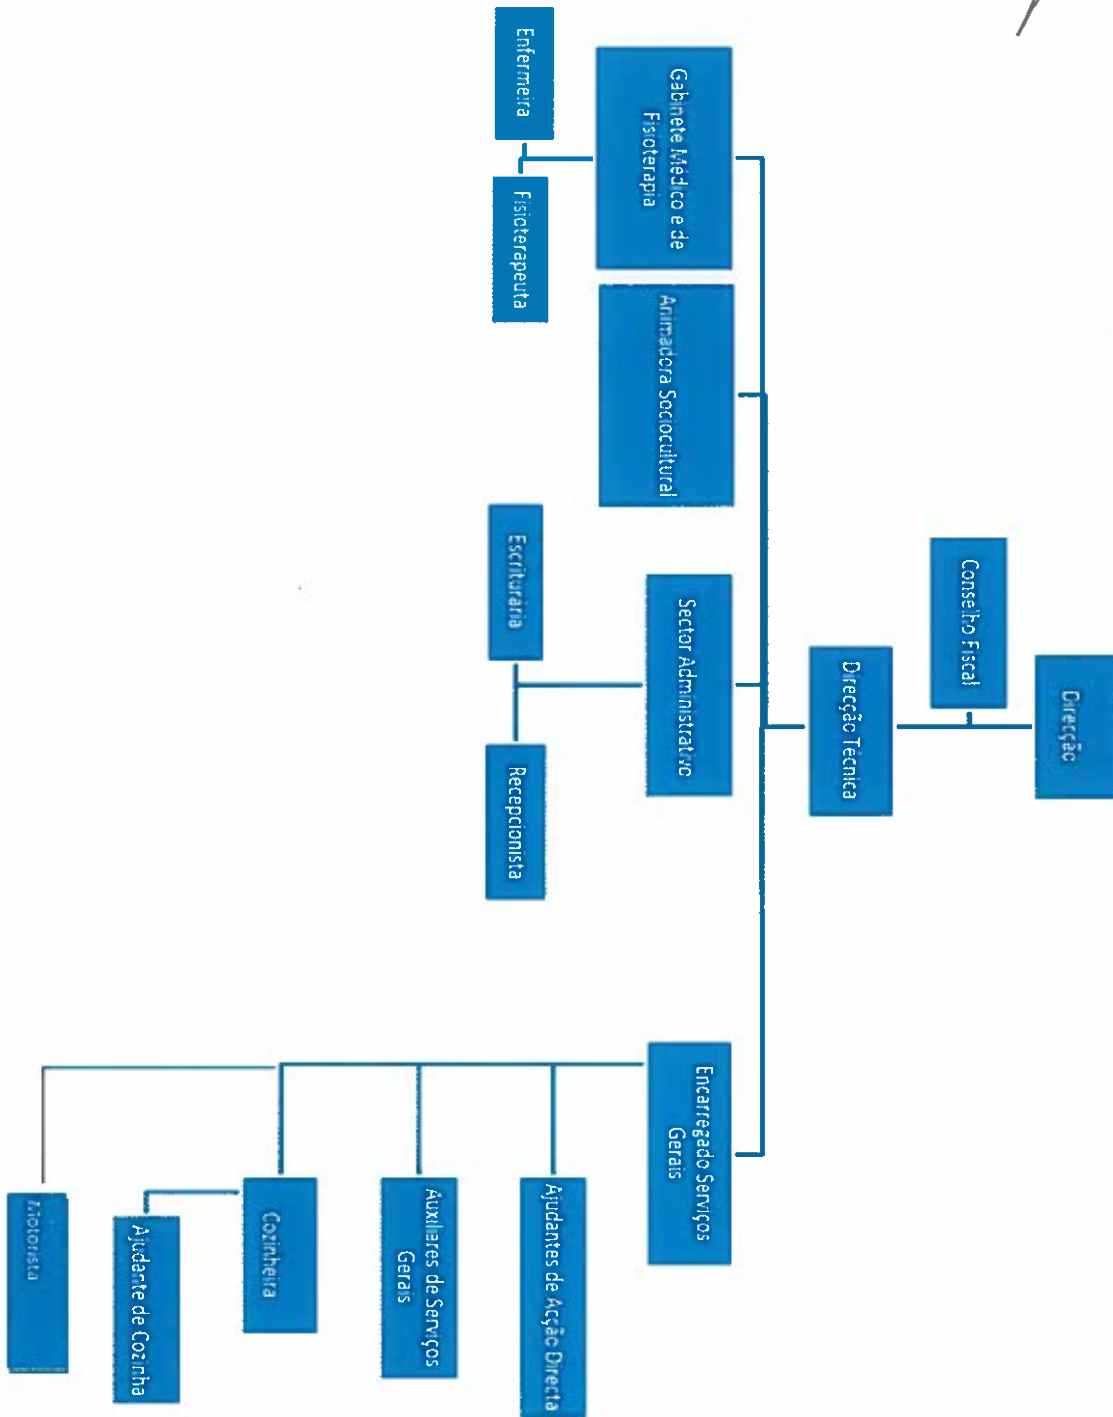 Direcção
Conselho Fiscal
Direcção Técnica
Gabinete Médico e de
Fisioterapia
Animadora Sociocultural
Sector Administrativo
Encarregado Serviços
Gerais
Enfermeira
Fisioterapeuta
Escriturária
Recepcionista
Ajudantes de Acção Directa
Auxiliares de Serviços
Gerais
Cozinheira
Ajudante de Cozinha
Motorista